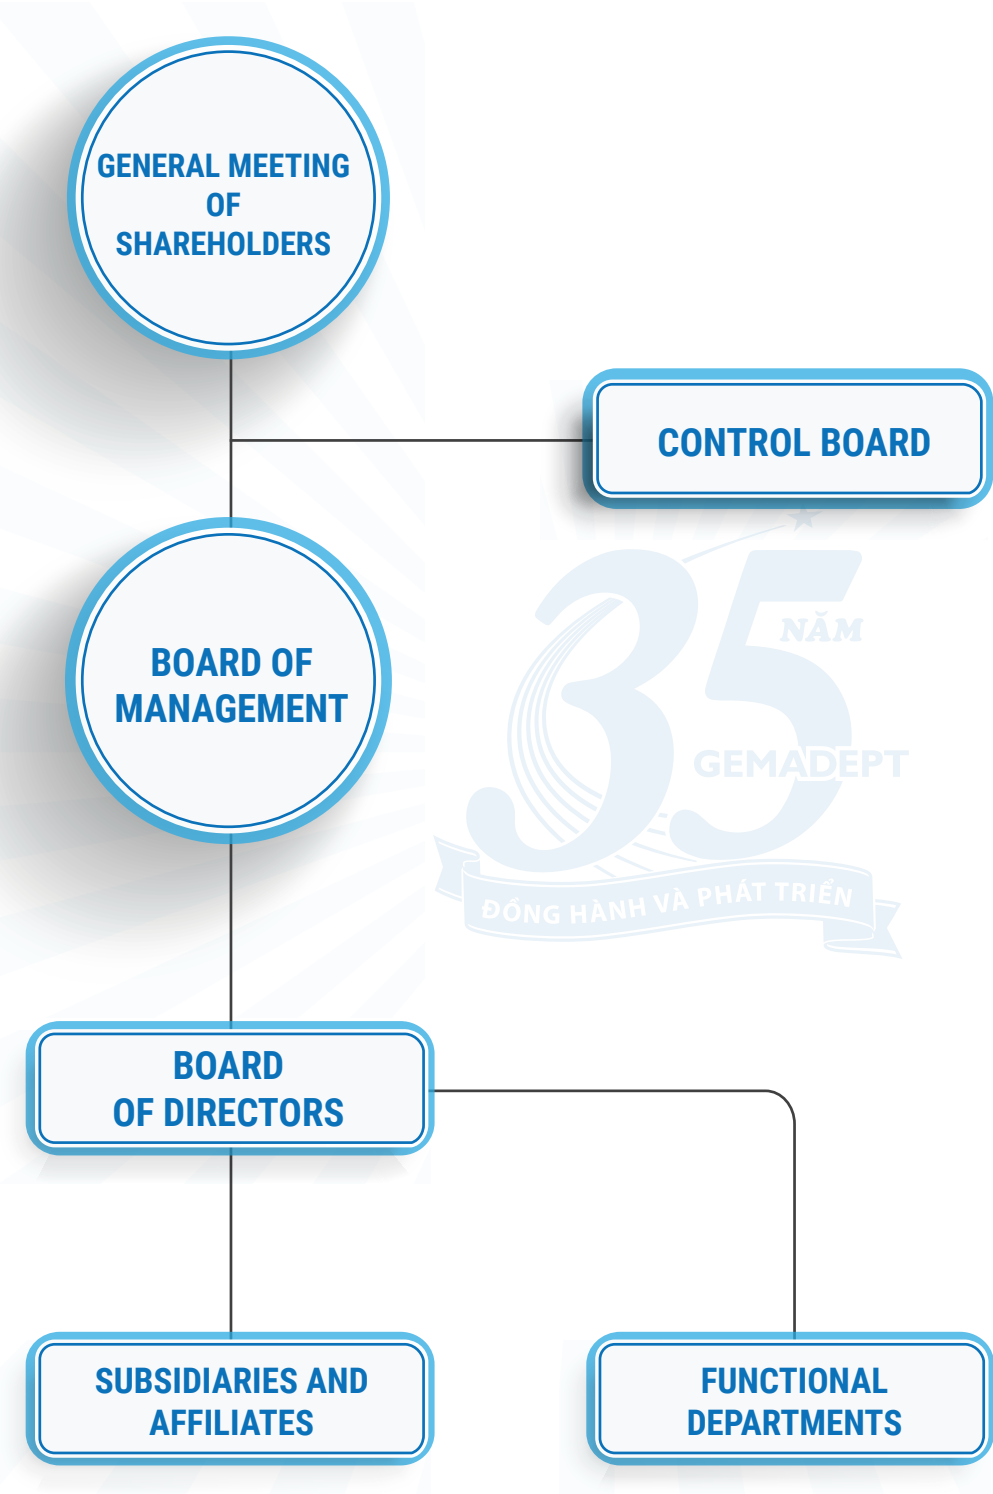 GENERAL MEETING
OF
SHAREHOLDERS
CONTROL BOARD
BOARD OF
MANAGEMENT
35
NĂM
GEMADEPT
ĐỒNG HÀNH VÀ PHÁT TRIỂN
BOARD
OF DIRECTORS
SUBSIDIARIES AND
AFFILIATES
FUNCTIONAL
DEPARTMENTS